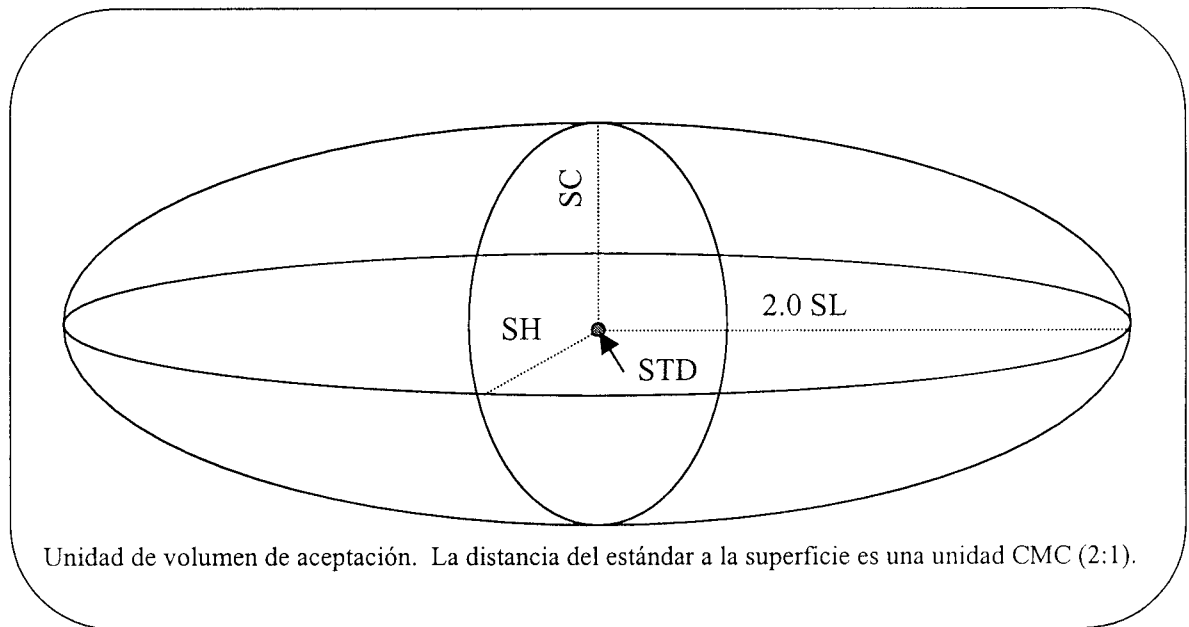 SC
2.0 SL
SH
STD
Unidad de volumen de aceptación. La distancia del estándar a la superficie es una unidad CMC (2:1).